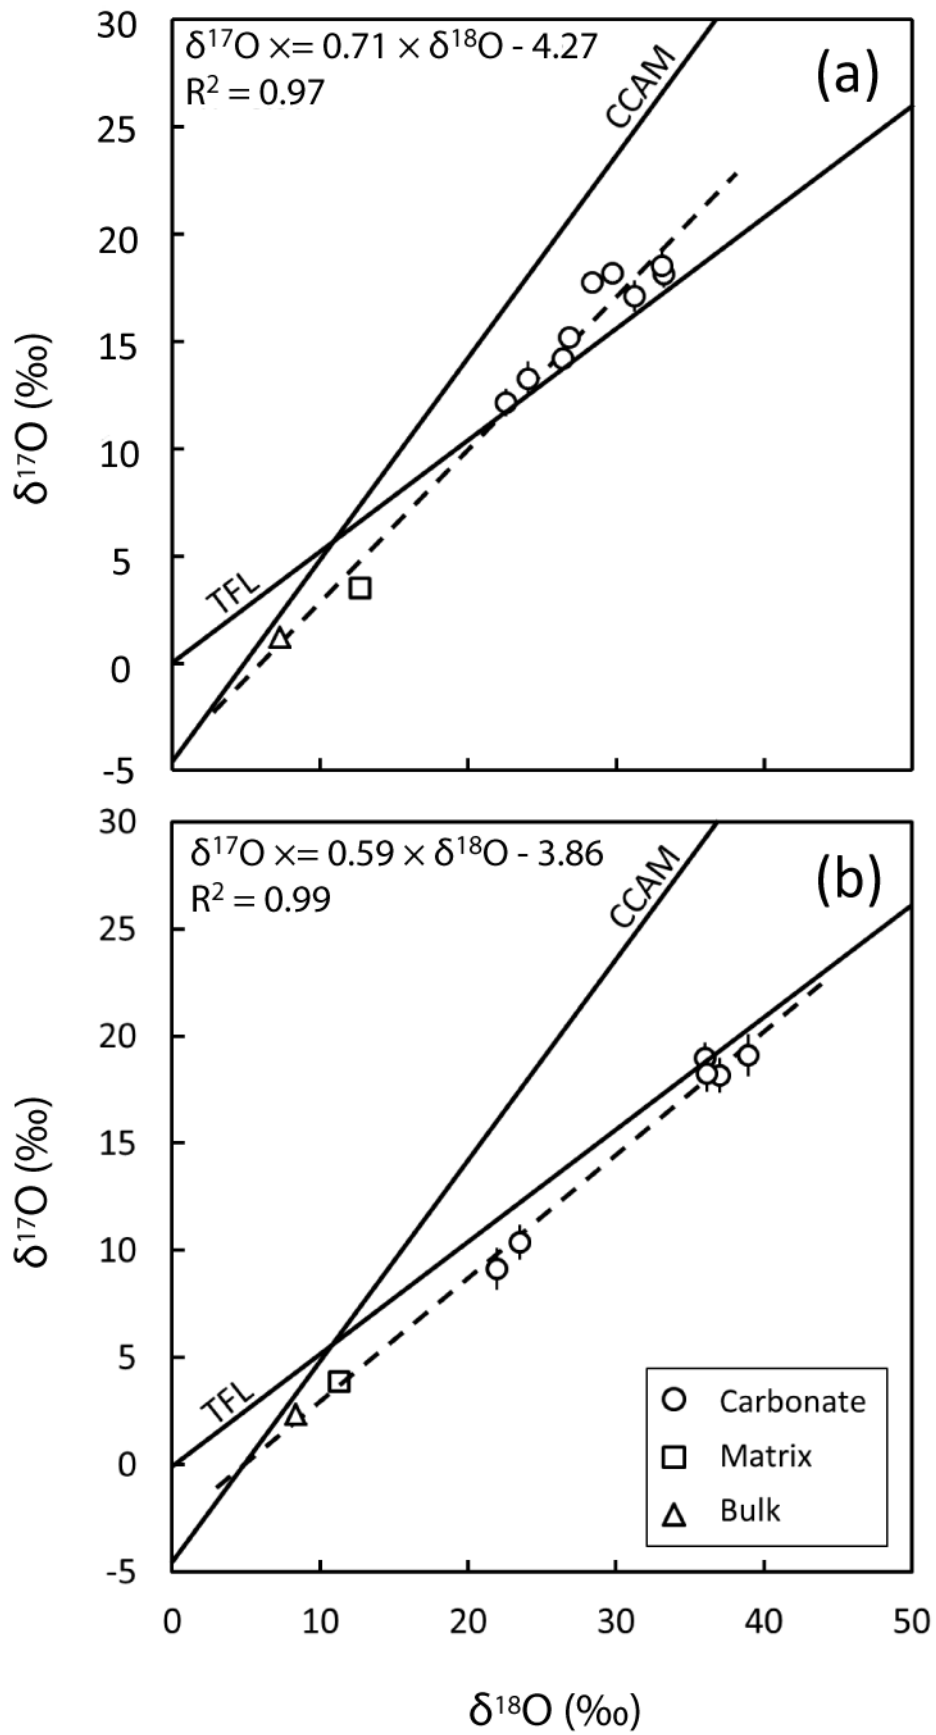 30
δ¹⁷O ×= 0.71 × δ¹⁸O - 4.27
R² = 0.97
CCAM
(a)
25
20
15
10
5
0
-5
TFL
δ¹⁷O (‰)
30
δ¹⁷O ×= 0.59 × δ¹⁸O - 3.86
R² = 0.99
CCAM
(b)
25
20
15
10
5
0
-5
TFL
δ¹⁷O (‰)
Carbonate
Matrix
Bulk
0 10 20 30 40 50
δ¹⁸O (‰)